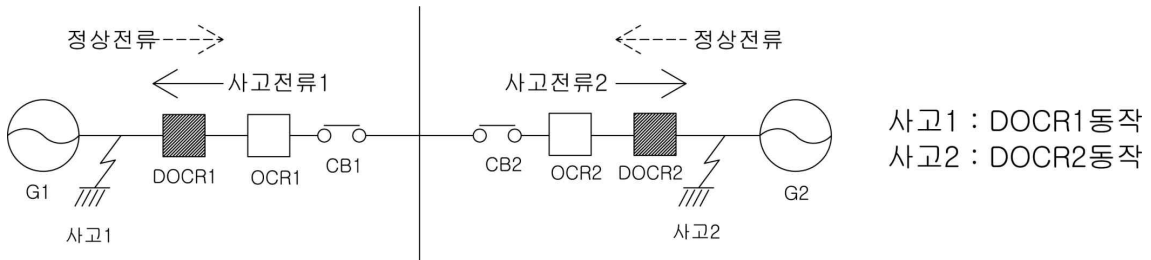 정상전류
정상전류
사고전류1
사고전류2
사고1 : DOCR1동작
사고2 : DOCR2동작
G1
DOCR1
OCR1
CB1
CB2
OCR2
DOCR2
G2
사고1
사고2